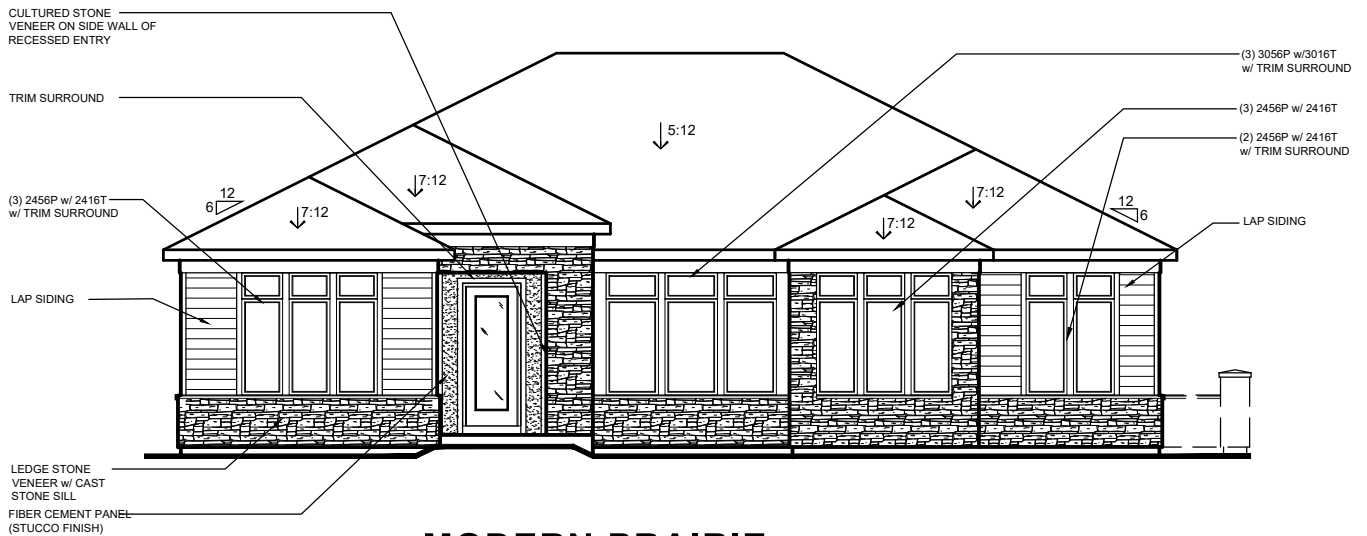 CULTURED STONE
VENEER ON SIDE WALL OF
RECESSED ENTRY
TRIM SURROUND
(3) 2456P w/ 2416T
w/ TRIM SURROUND
LAP SIDING
LEDGE STONE
VENEER w/ CAST
STONE SILL
FIBER CEMENT PANEL
(STUCCO FINISH)
12
6
7:12
7:12
5:12
7:12
7:12
12
6
(3) 3056P w/3016T
w/ TRIM SURROUND
(3) 2456P w/ 2416T
(2) 2456P w/ 2416T
w/ TRIM SURROUND
LAP SIDING
MODERN PRAIRIE